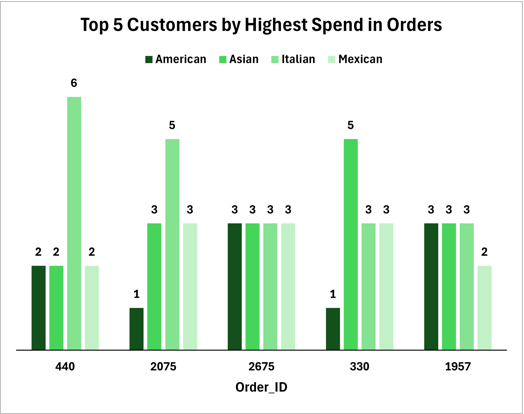 Top 5 Customers by Highest Spend in Orders
American Asian Italian Mexican
6
5 5
3 3 3 3 3 3 3 3 3 3 3
2 2 2 2
1 1
440 2075 2675 330 1957
Order_ID